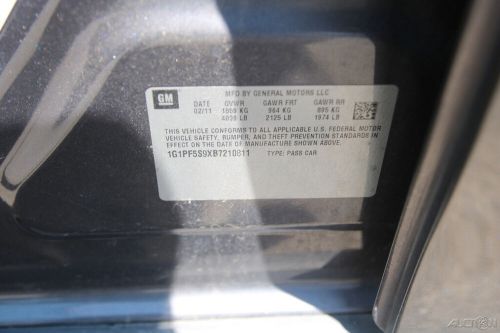 GM
MFD BY GENERAL MOTORS LLC
DATE GVWR GAWR FRT GAWR RR
02/11 1859 KG 964 KG 895 KG
4098 LB 2125 LB 1974 LB
THIS VEHICLE CONFORMS TO ALL APPLICABLE U.S. FEDERAL MOTOR
VEHICLE SAFETY, BUMPER, AND THEFT PREVENTION STANDARDS IN
EFFECT ON THE DATE OF MANUFACTURE SHOWN ABOVE.
1G1PF5S9XB7210811 TYPE: PASS CAR